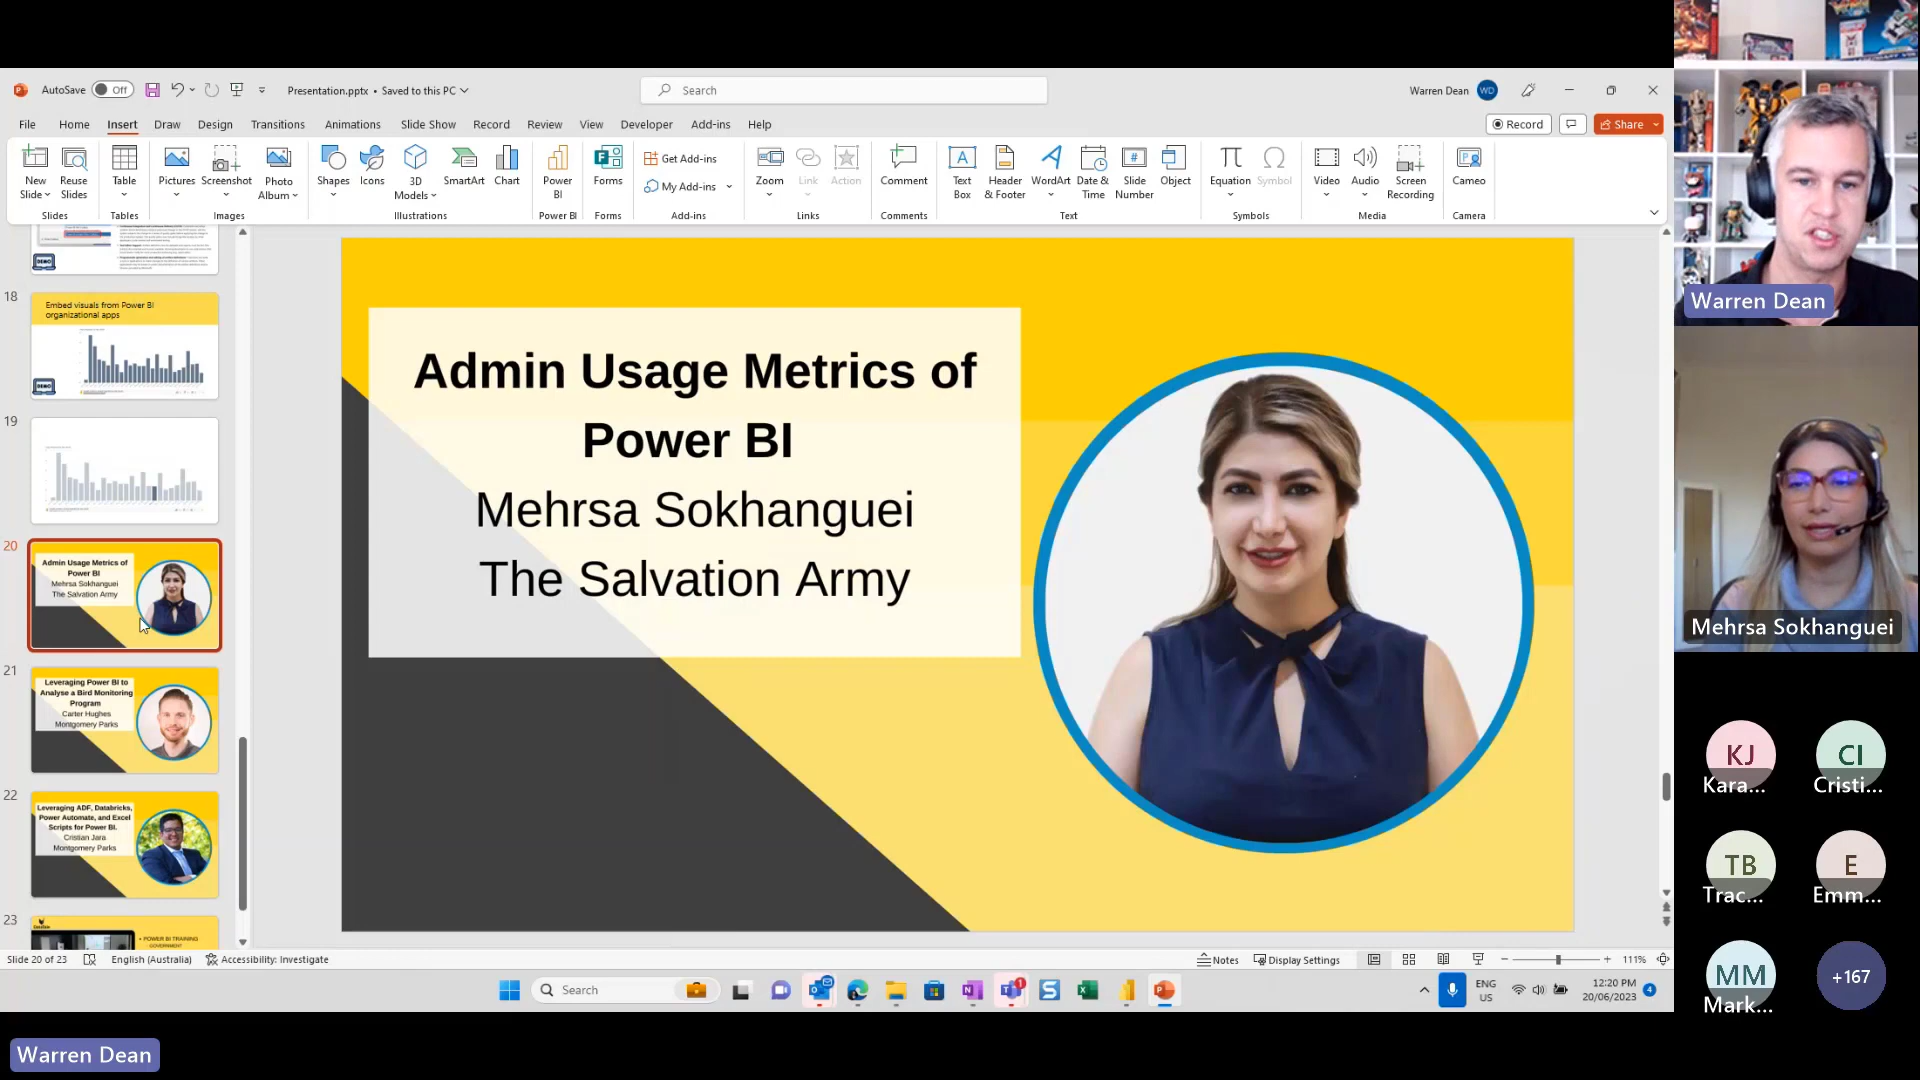 AutoSave Off
Presentation.pptx • Saved to this PC
Search
Warren Dean WD
File Home Insert Draw Design Transitions Animations Slide Show Record Review View Developer Add-ins Help
Record
Share
New Slide
Reuse Slides
Table
Pictures
Screenshot
Photo Album
Shapes
Icons
3D Models
SmartArt
Chart
Power BI
Forms
Get Add-ins
My Add-ins
Zoom
Link
Action
Comment
Text Box
Header & Footer
WordArt
Date & Time
Slide Number
Object
Equation
Symbol
Video
Audio
Screen Recording
Cameo
Slides Tables Images Illustrations Power BI Forms Add-ins Links Comments Text Symbols Media Camera
DEMO
18
Embed visuals from Power BI
organizational apps
DEMO
19
20
Admin Usage Metrics of
Power BI
Mehrsa Sokhanguei
The Salvation Army
21
Leveraging Power BI to
Analyse a Bird Monitoring
Program
Carter Hughes
Montgomery Parks
22
Leveraging ADF, Databricks,
Power Automate, and Excel
Scripts for Power BI.
Cristian Jara
Montgomery Parks
23
• POWER BI TRAINING
Admin Usage Metrics of
Power BI
Mehrsa Sokhanguei
The Salvation Army
Slide 20 of 23
English (Australia)
Accessibility: Investigate
Notes
Display Settings
111%
Search
ENG
US
12:20 PM
20/06/2023
4
Warren Dean
Mehrsa Sokhanguei
KJ
Kara...
CI
Cristi...
TB
Trac...
E
Emm...
MM
Mark...
+167
Warren Dean